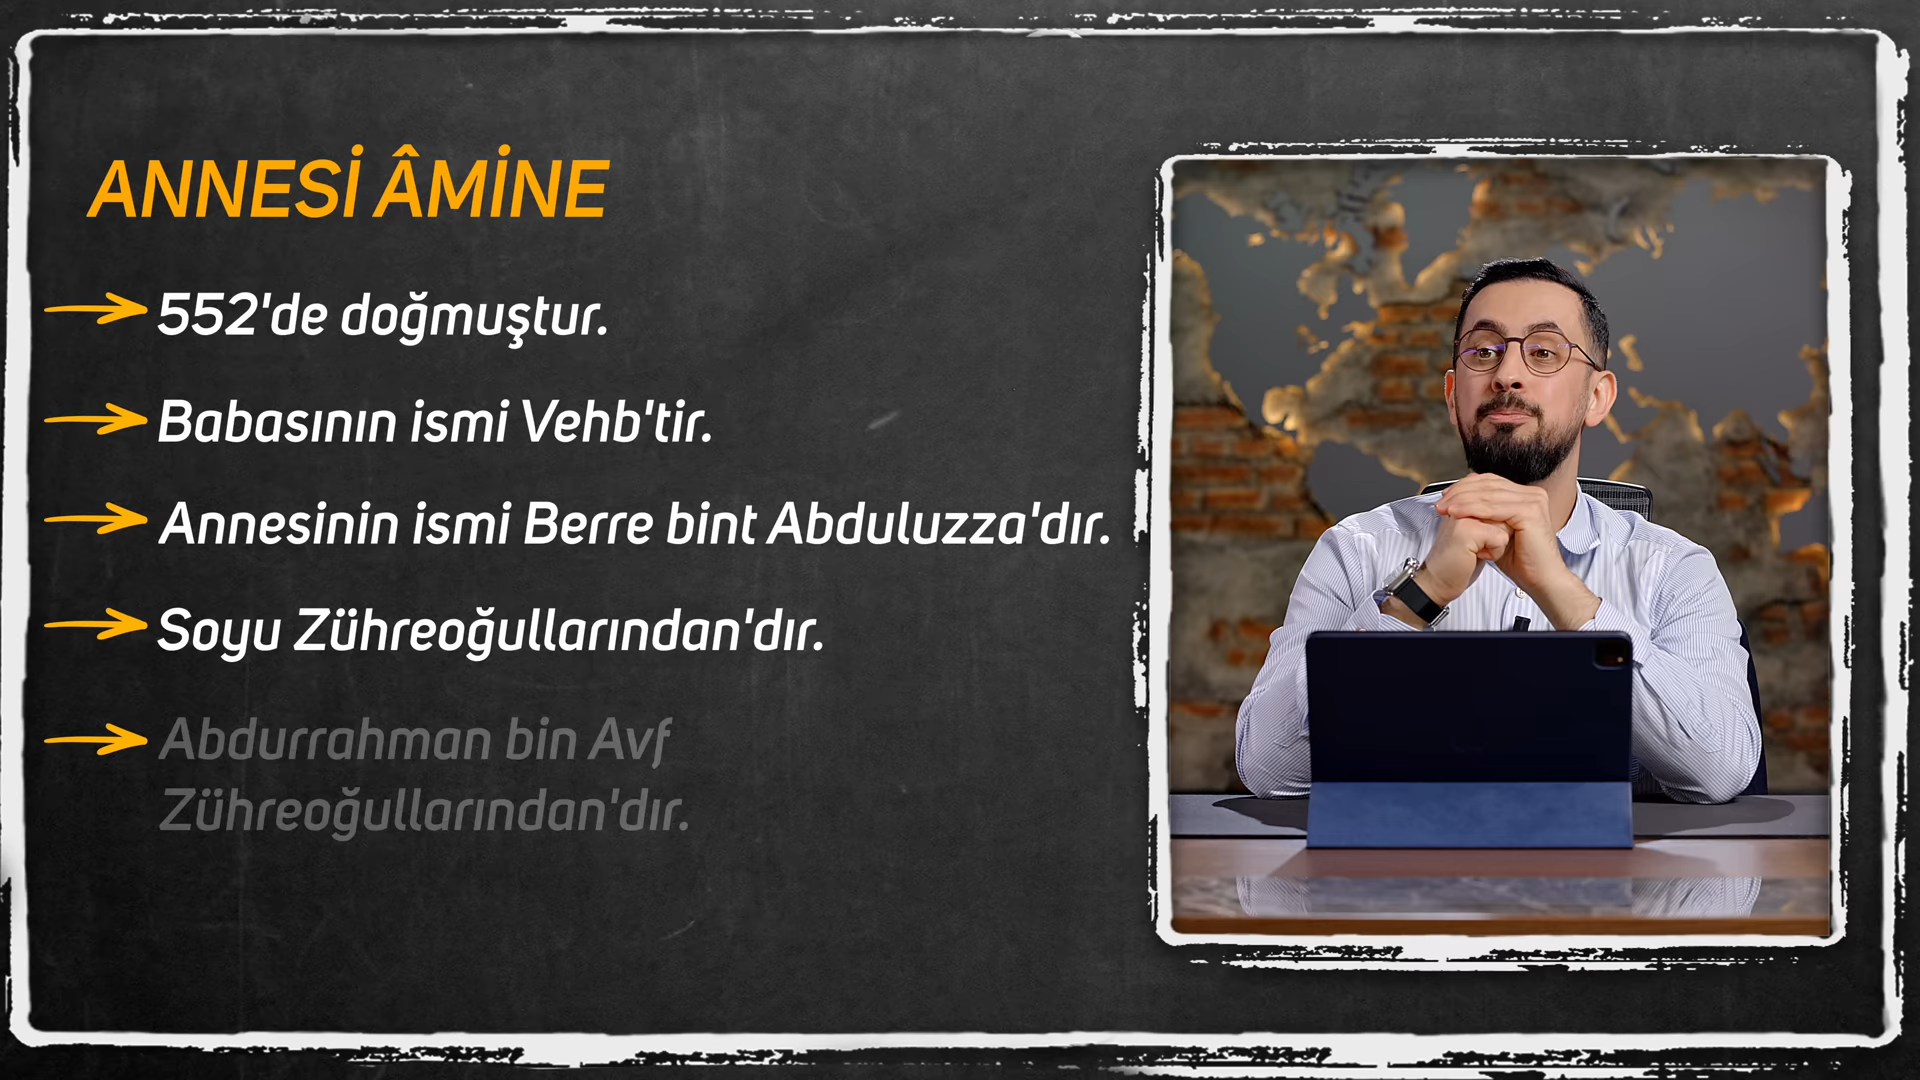 ANNESİ ÂMİNE
552'de doğmuştur.
Babasının ismi Vehb'tir.
Annesinin ismi Berre bint Abduluzza'dır.
Soyu Zühreoğullarından'dır.
Abdurrahman bin Avf
Zühreoğullarından'dır.